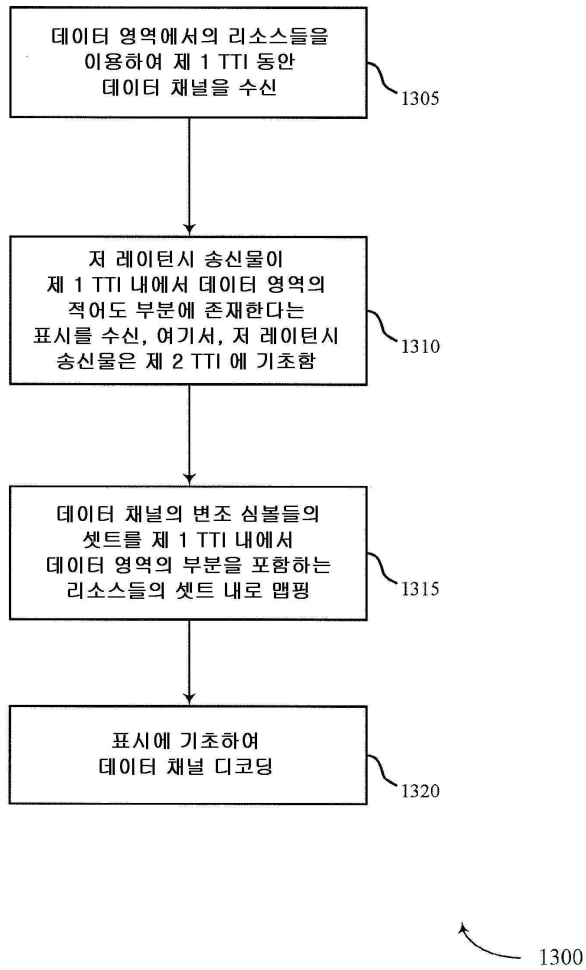 데이터 영역에서의 리소스들을
이용하여 제 1 TTI 동안
데이터 채널을 수신
1305
저 레이턴시 송신물이
제 1 TTI 내에서 데이터 영역의
적어도 부분에 존재한다는
표시를 수신, 여기서, 저 레이턴시
송신물은 제 2 TTI 에 기초함
1310
데이터 채널의 변조 심볼들의
셋트를 제 1 TTI 내에서
데이터 영역의 부분을 포함하는
리소스들의 셋트 내로 맵핑
1315
표시에 기초하여
데이터 채널 디코딩
1320
1300